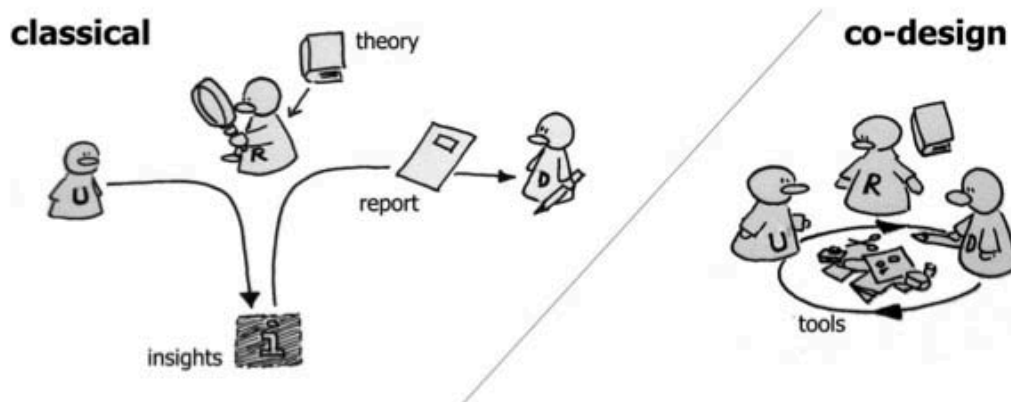 classical
theory
R
U
report
D
insights
i
co-design
R
U
D
tools